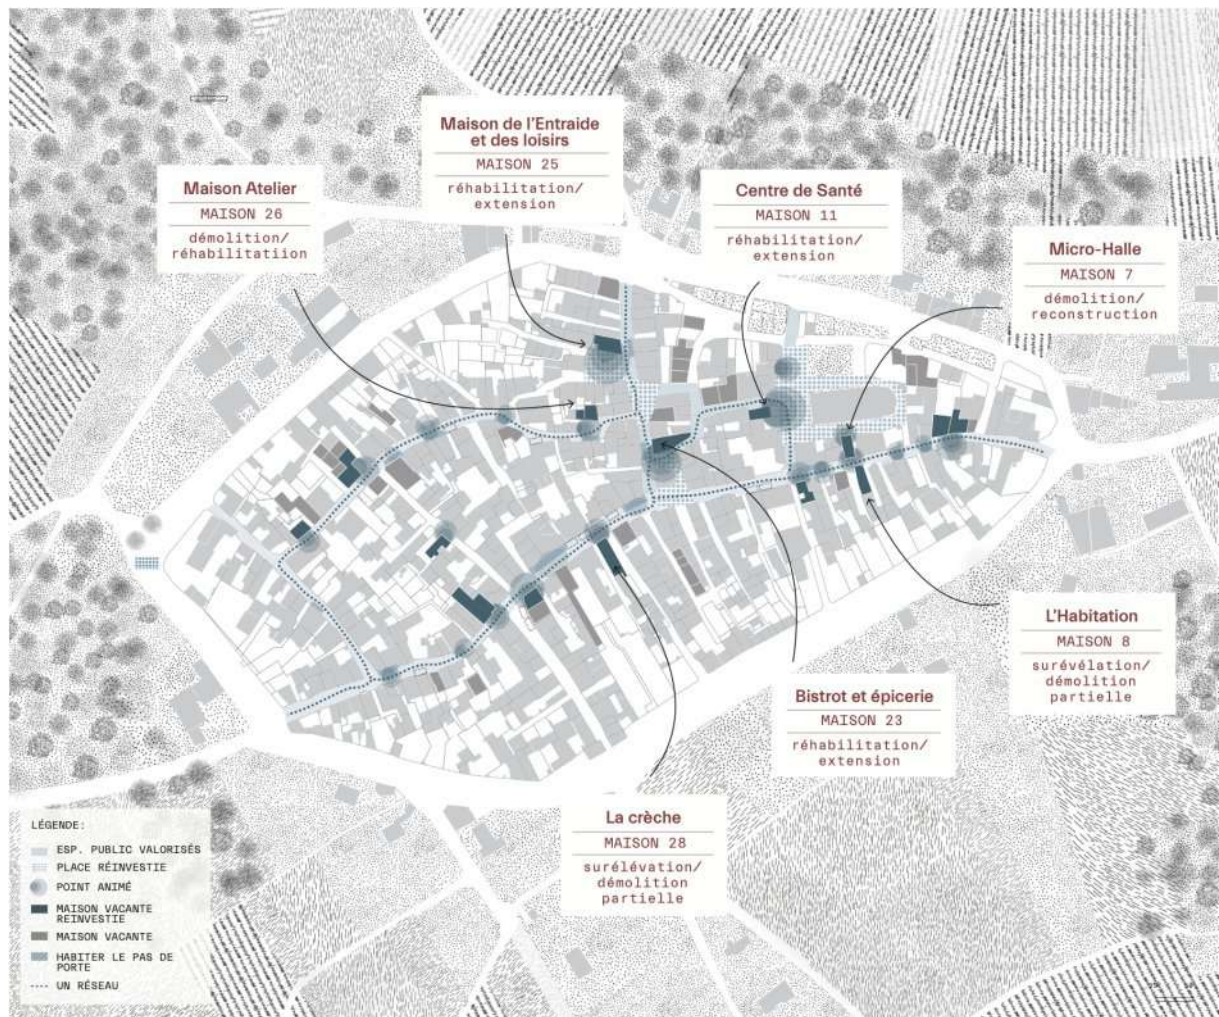 Maison de l'Entraide
et des loisirs
MAISON 25
réhabilitation/
extension
Maison Atelier
MAISON 26
démolition/
réhabilitatiion
Centre de Santé
MAISON 11
réhabilitation/
extension
Micro-Halle
MAISON 7
démolition/
reconstruction
L'Habitation
MAISON 8
surévélation/
démolition
partielle
Bistrot et épicerie
MAISON 23
réhabilitation/
extension
La crèche
MAISON 28
surélévation/
démolition
partielle
LÉGENDE:
ESP. PUBLIC VALORISÉS
PLACE RÉINVESTIE
POINT ANIMÉ
MAISON VACANTE
REINVESTIE
MAISON VACANTE
HABITER LE PAS DE
PORTE
UN RÉSEAU